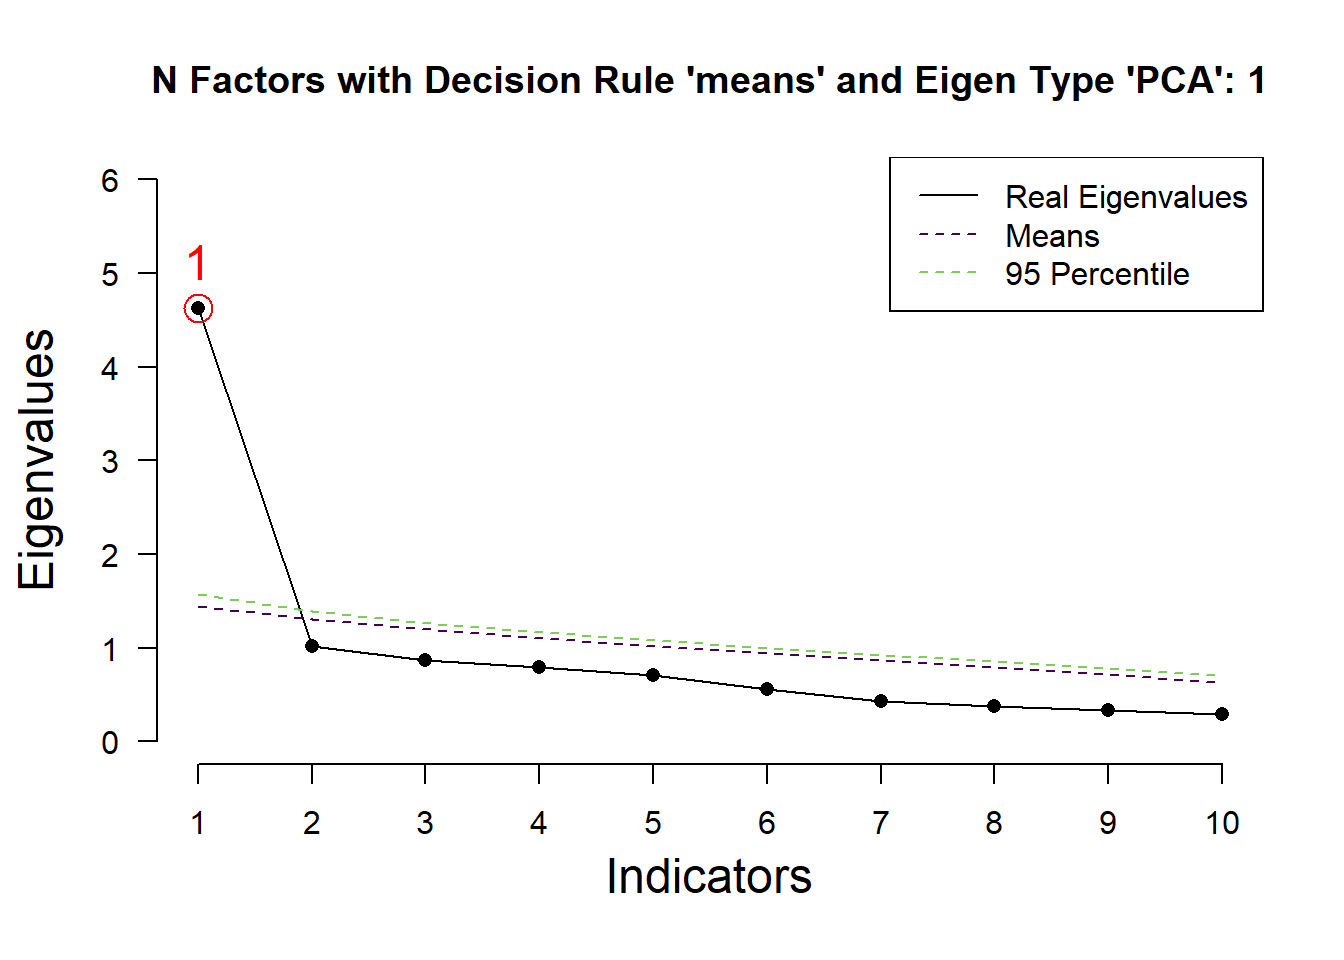 N Factors with Decision Rule 'means' and Eigen Type 'PCA': 1
Real Eigenvalues
Means
95 Percentile
Eigenvalues
6
5
4
3
2
1
0
1
1 2 3 4 5 6 7 8 9 10
Indicators